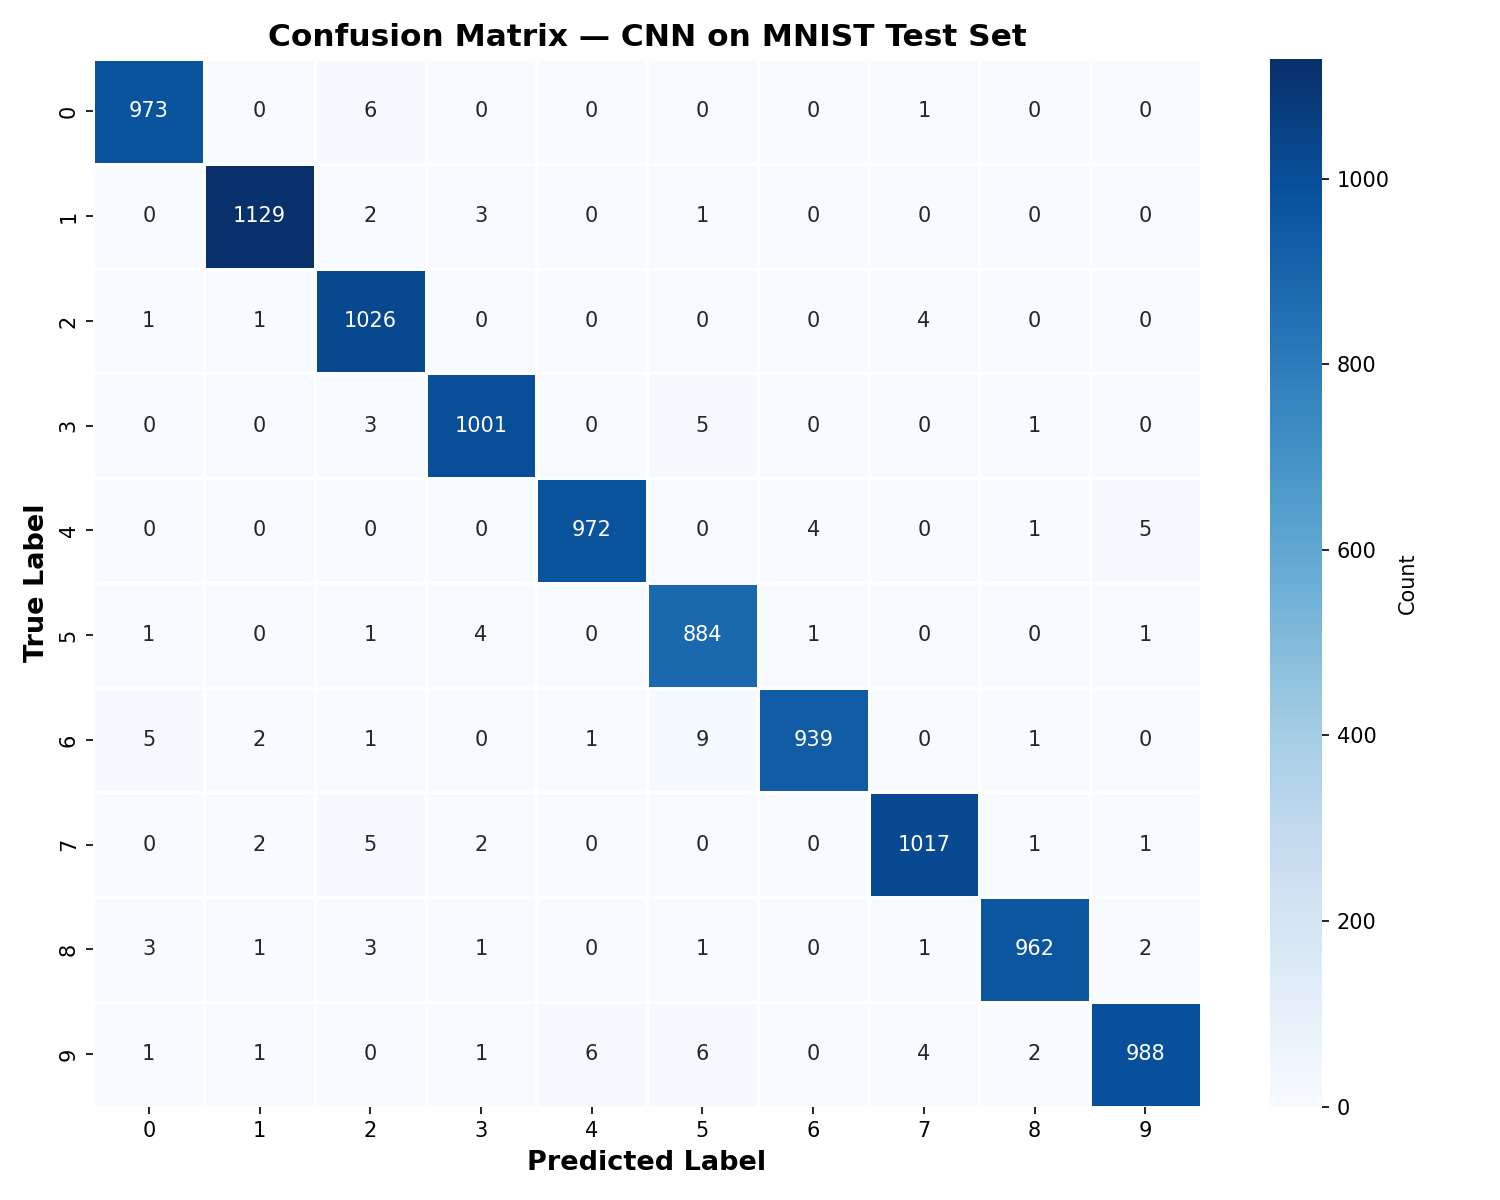 Confusion Matrix — CNN on MNIST Test Set
0 973 0 6 0 0 0 0 1 0 0
1 0 1129 2 3 0 1 0 0 0 0
2 1 1 1026 0 0 0 0 4 0 0
3 0 0 3 1001 0 5 0 0 1 0
4 0 0 0 0 972 0 4 0 1 5
5 1 0 1 4 0 884 1 0 0 1
6 5 2 1 0 1 9 939 0 1 0
7 0 2 5 2 0 0 0 1017 1 1
8 3 1 3 1 0 1 0 1 962 2
9 1 1 0 1 6 6 0 4 2 988
0 1 2 3 4 5 6 7 8 9
Predicted Label
True Label
1000
800
600
400
200
0
Count